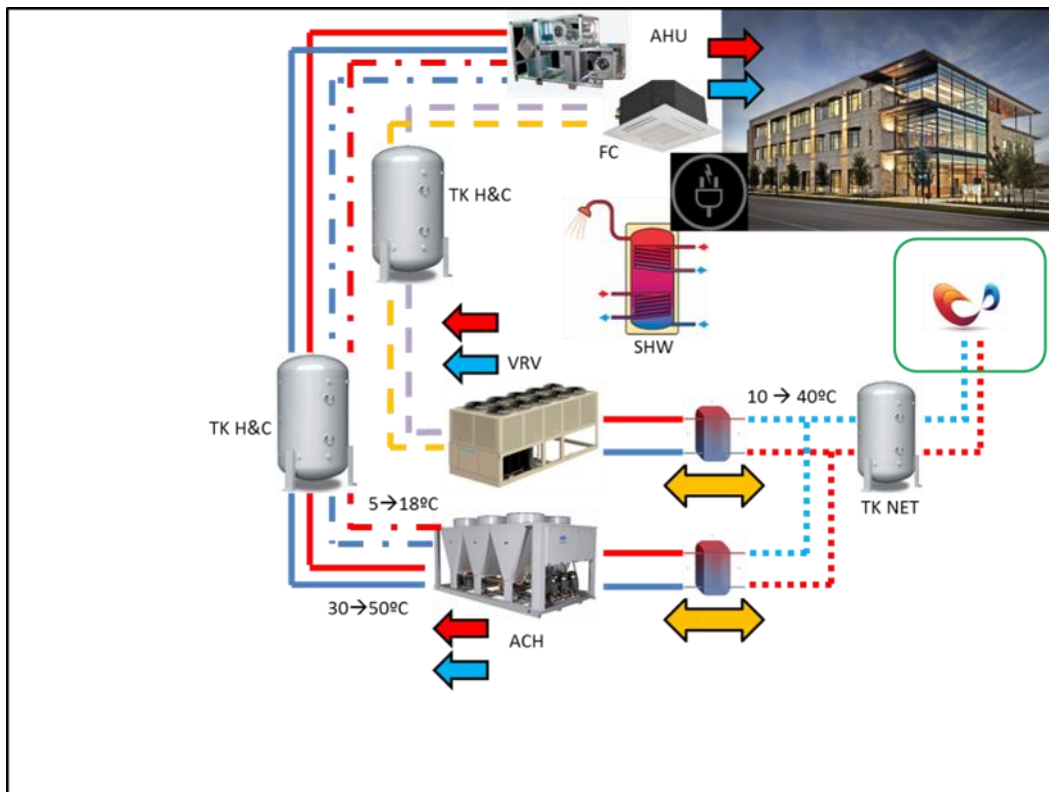 AHU
FC
TK H&C
SHW
VRV
10 → 40ºC
TK H&C
TK NET
5→18ºC
30→50ºC
ACH